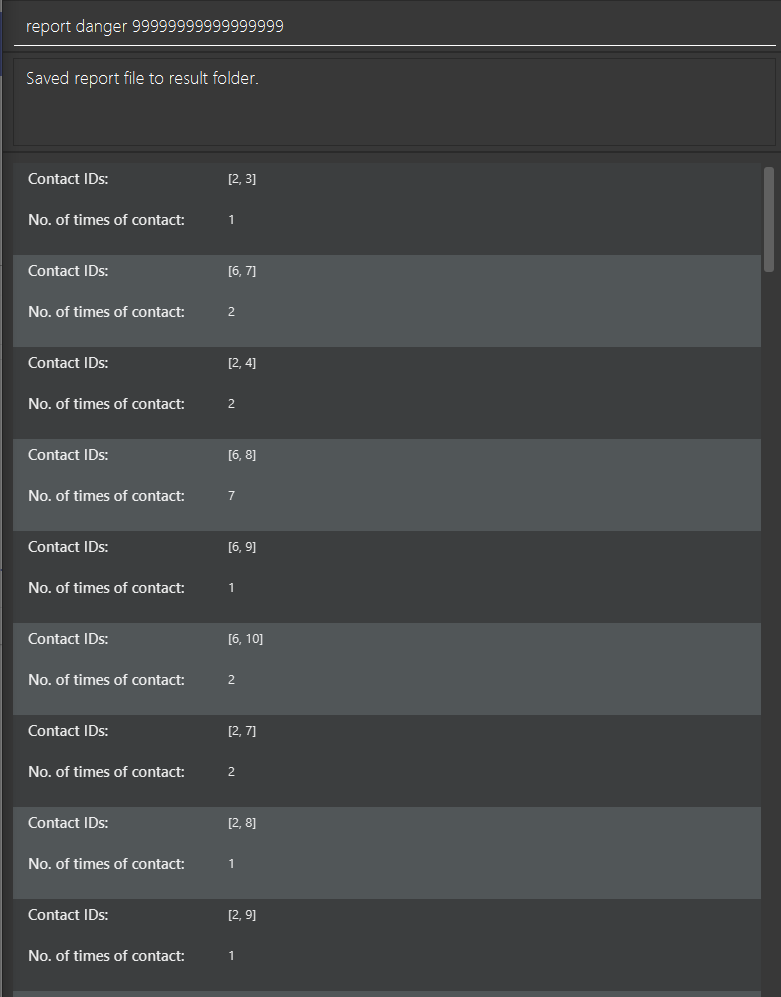 report danger 99999999999999999
Saved report file to result folder.
Contact IDs: [2, 3]
No. of times of contact: 1
Contact IDs: [6, 7]
No. of times of contact: 2
Contact IDs: [2, 4]
No. of times of contact: 2
Contact IDs: [6, 8]
No. of times of contact: 7
Contact IDs: [6, 9]
No. of times of contact: 1
Contact IDs: [6, 10]
No. of times of contact: 2
Contact IDs: [2, 7]
No. of times of contact: 2
Contact IDs: [2, 8]
No. of times of contact: 1
Contact IDs: [2, 9]
No. of times of contact: 1